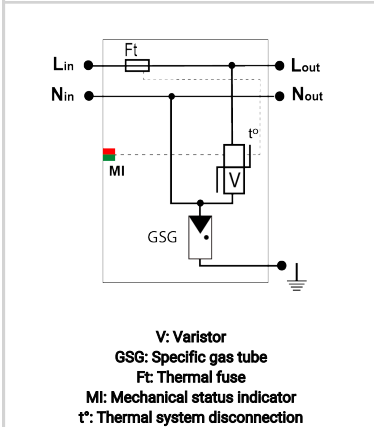 Ft
Lin Lout
Nin Nout
t°
MI
V
GSG
V: Varistor
GSG: Specific gas tube
Ft: Thermal fuse
MI: Mechanical status indicator
t°: Thermal system disconnection